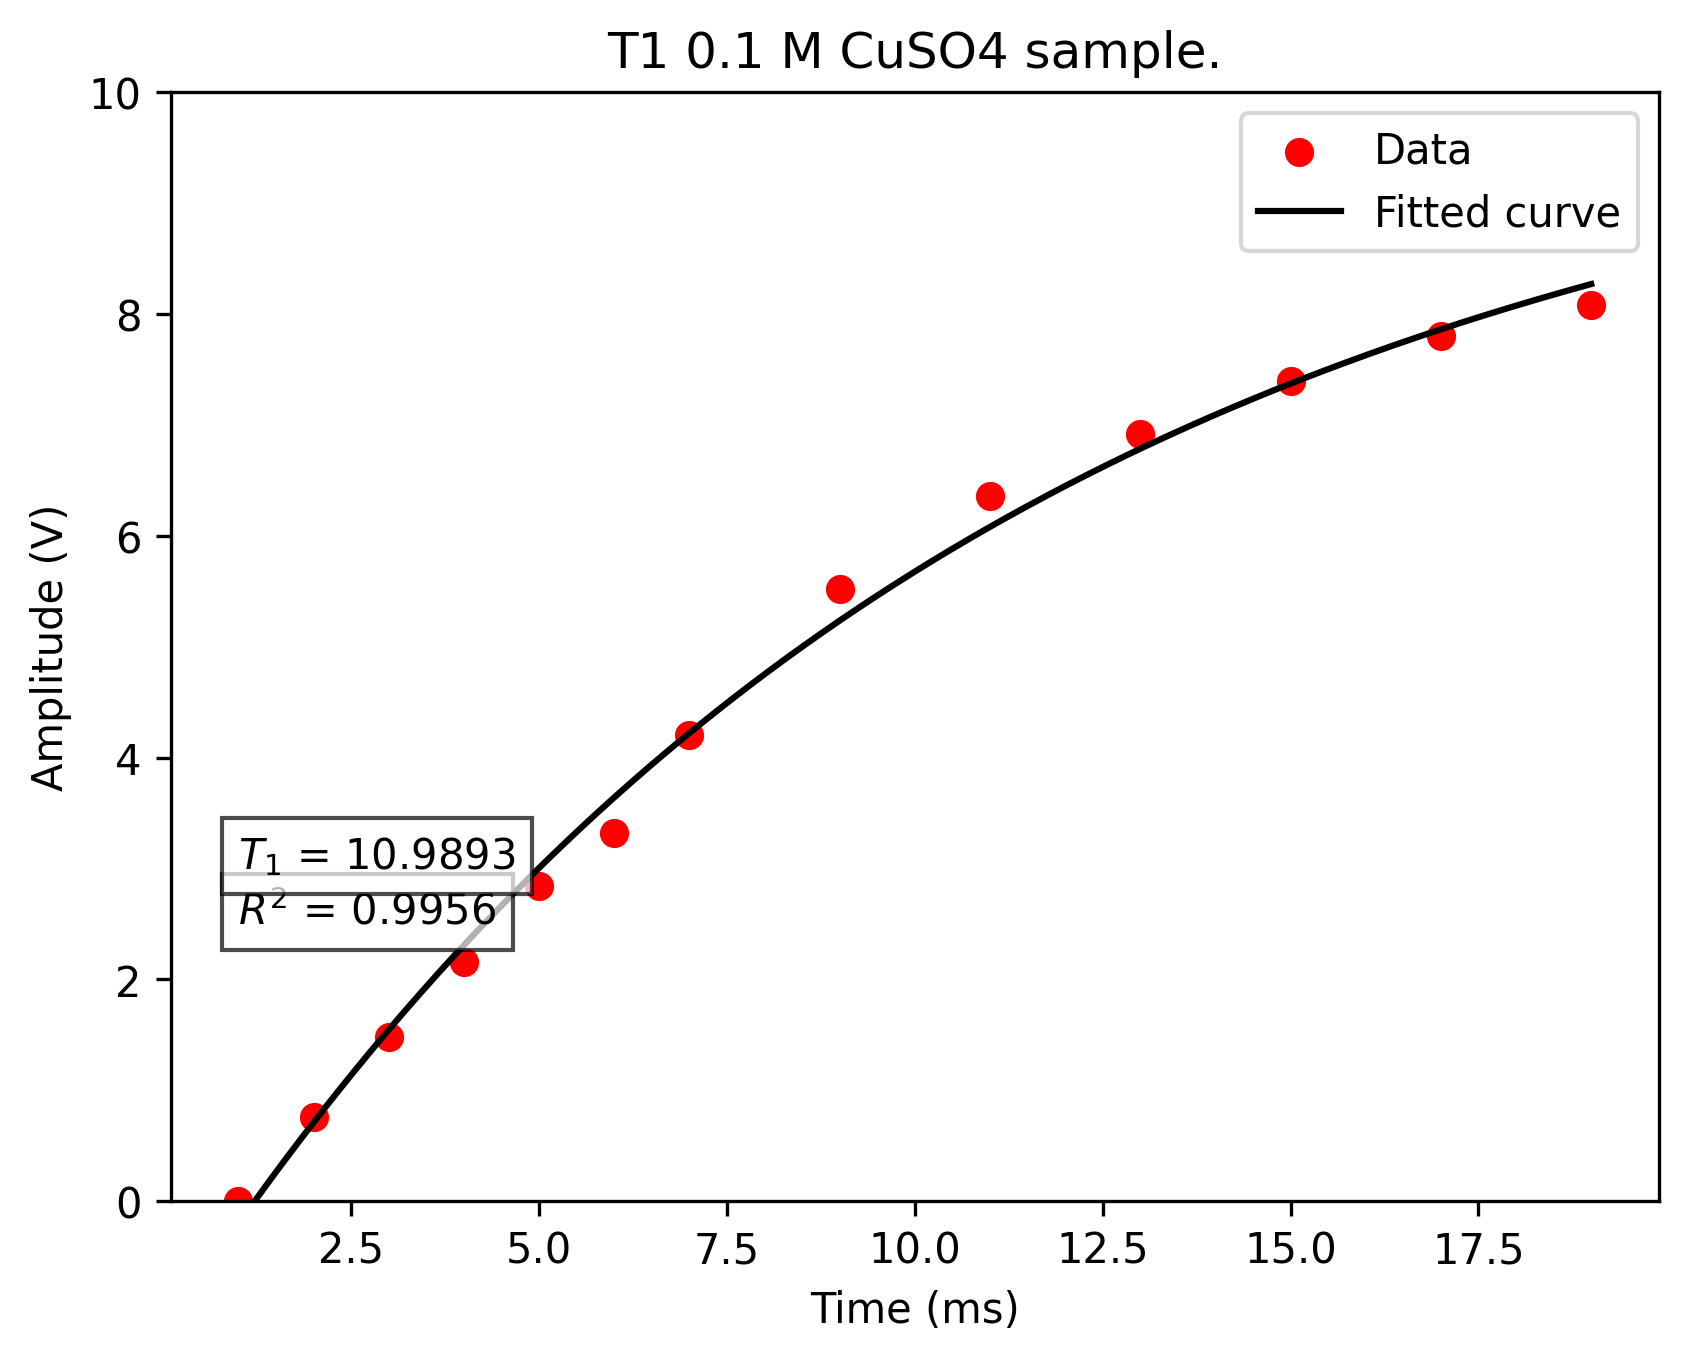 T1 0.1 M CuSO4 sample.
Data
Fitted curve
10
8
6
4
2
0
Amplitude (V)
T₁ = 10.9893
R² = 0.9956
2.5 5.0 7.5 10.0 12.5 15.0 17.5
Time (ms)